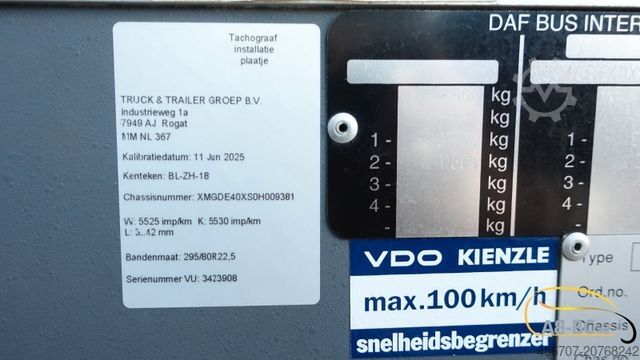 Tachograaf
installatie
plaatje
TRUCK & TRAILER GROEP B.V.
Industrieweg 1a
7949 AJ Rogat
MM NL 367
Kalibratiedatum: 11 Jun 2025
Kenteken: BL-ZH-18
Chassisnummer: XMGDE40XS0H009381
W: 5525 imp/km K: 5530 imp/km
Bandenmaat: 295/80R22,5
Serienummer VU: 3423908
DAF BUS INTER
kg
kg
1 - kg
2 - kg
3 - kg
4 - kg
1 -
2 -
3 -
4 -
VDO KIENZLE
max.100 km/h
snelheidsbegrenzer
Type
Ord.no.
Chassis